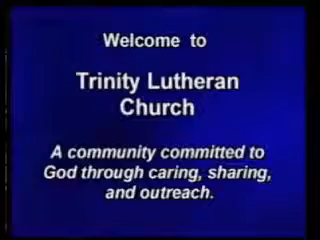 Welcome to
Trinity Lutheran
Church
A community committed to
God through caring, sharing,
and outreach.